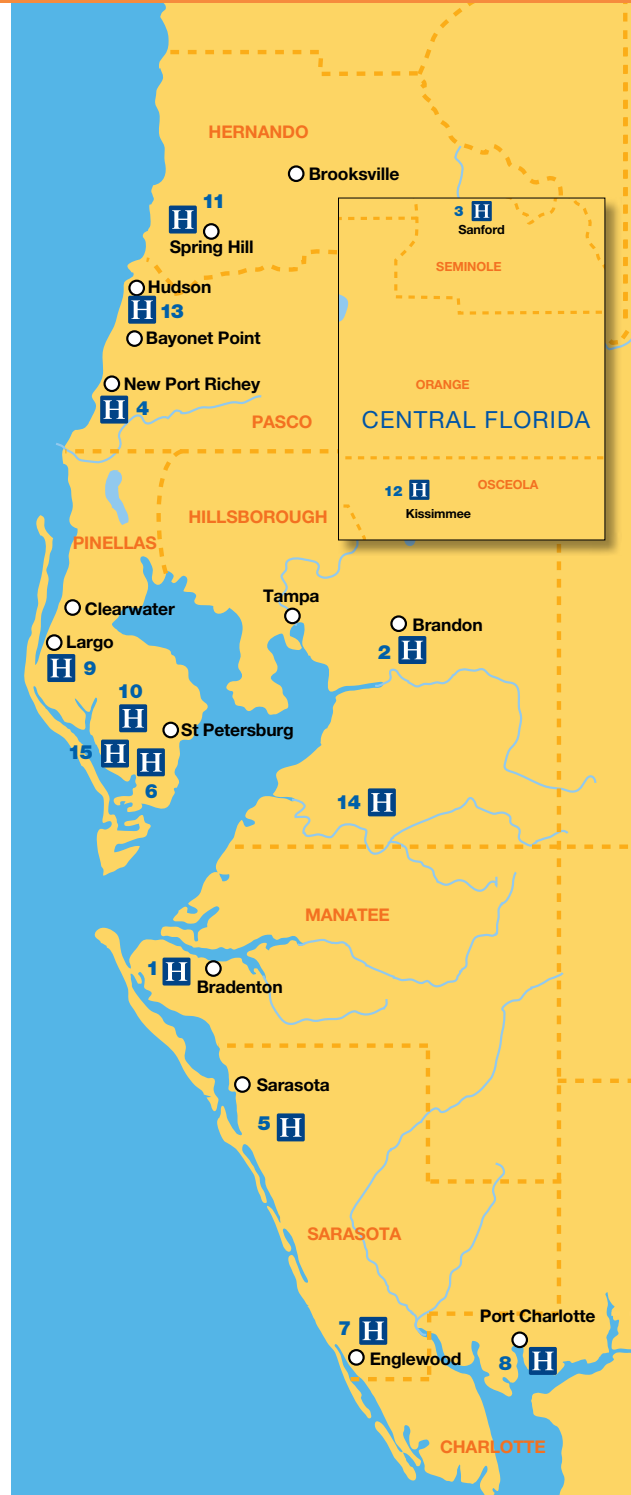 HERNANDO
Brooksville
11
H
Spring Hill
3 H
Sanford
SEMINOLE
Hudson
H 13
Bayonet Point
New Port Richey
H 4
PASCO
ORANGE
CENTRAL FLORIDA
12 H
OSCEOLA
Kissimmee
HILLSBOROUGH
PINELLAS
Clearwater
Tampa
Brandon
2 H
Largo
H 9
10
H
St Petersburg
15 H
H
6
14 H
MANATEE
1 H
Bradenton
Sarasota
5 H
SARASOTA
7 H
Englewood
Port Charlotte
8 H
CHARLOTTE